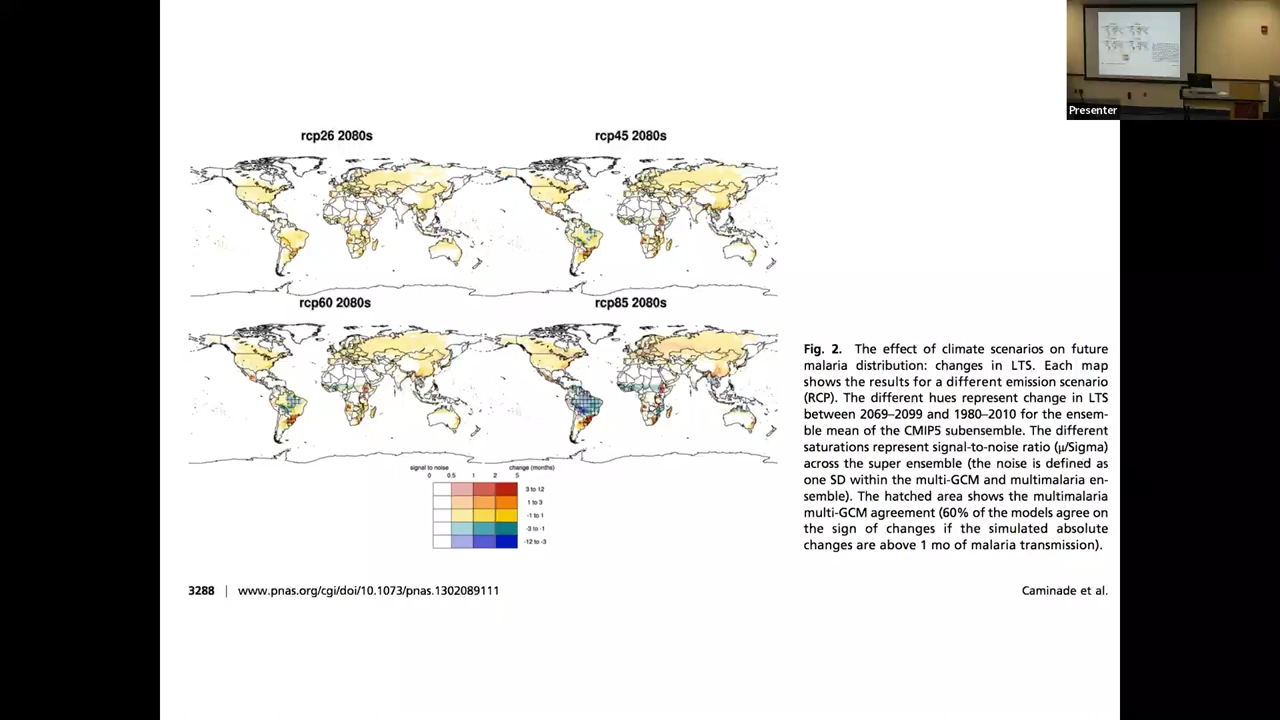 Presenter
rcp26 2080s
rcp45 2080s
rcp60 2080s
rcp85 2080s
signal to noise
change (months)
0 0.5 1 2 5
3 to 12
1 to 3
-1 to 1
-3 to -1
-12 to -3
Fig. 2. The effect of climate scenarios on future
malaria distribution: changes in LTS. Each map
shows the results for a different emission scenario
(RCP). The different hues represent change in LTS
between 2069–2099 and 1980–2010 for the ensem-
ble mean of the CMIP5 subensemble. The different
saturations represent signal-to-noise ratio (μ/Sigma)
across the super ensemble (the noise is defined as
one SD within the multi-GCM and multimalaria en-
semble). The hatched area shows the multimalaria
multi-GCM agreement (60% of the models agree on
the sign of changes if the simulated absolute
changes are above 1 mo of malaria transmission).
3288 | www.pnas.org/cgi/doi/10.1073/pnas.1302089111
Caminade et al.